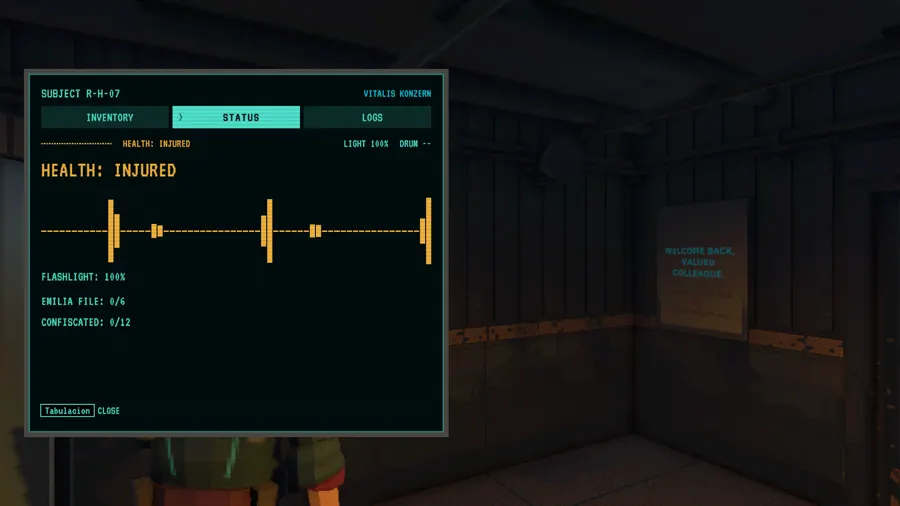 SUBJECT R-H-07
VITALIS KONZERN
INVENTORY
STATUS
LOGS
HEALTH: INJURED
LIGHT 100%
DRUM --
HEALTH: INJURED
FLASHLIGHT: 100%
EMILIA FILE: 0/6
CONFISCATED: 0/12
Tabulacion CLOSE
WELCOME BACK,
VALUED
COLLEAGUE.